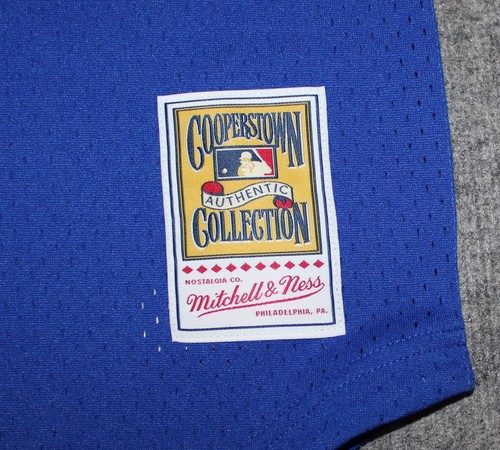 COOPERSTOWN
AUTHENTIC
COLLECTION
NOSTALGIA CO.
Mitchell & Ness
PHILADELPHIA, PA.